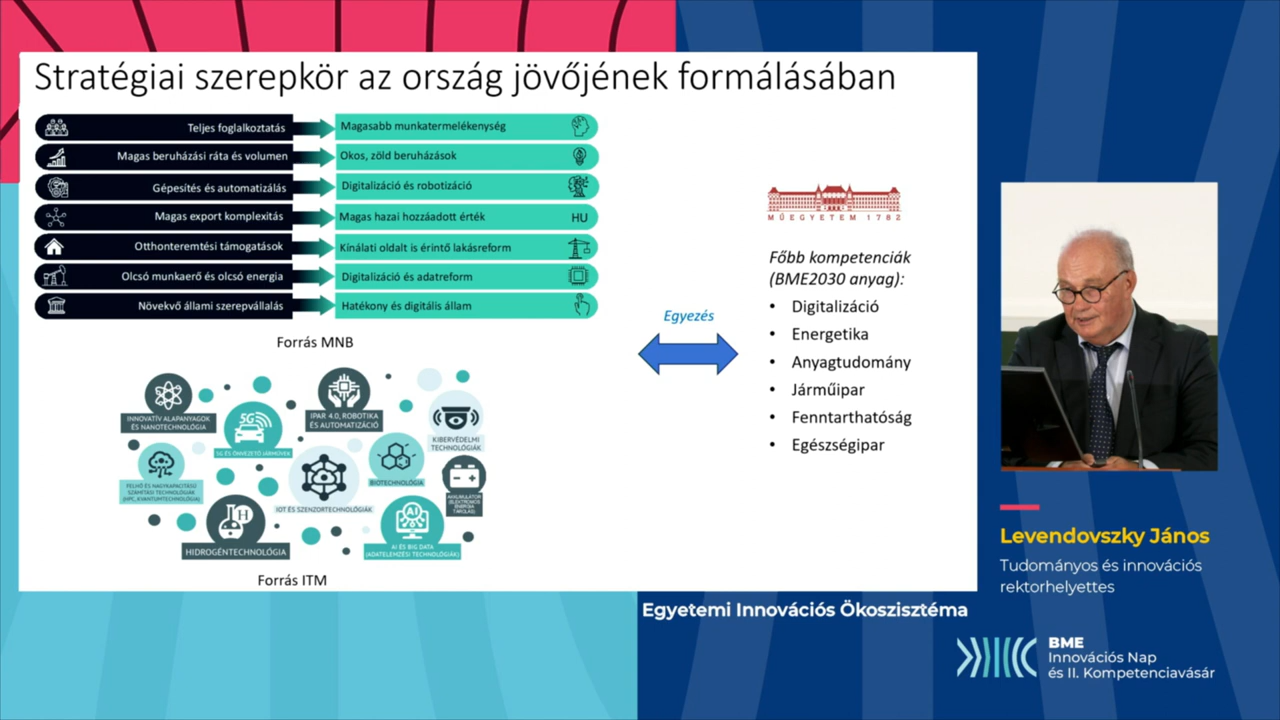 Stratégiai szerepkör az ország jövőjének formálásában
Teljes foglalkoztatás
Magasabb munkatermelékenység
Magas beruházási ráta és volumen
Okos, zöld beruházások
Gépesítés és automatizálás
Digitalizáció és robotizáció
Magas export komplexitás
Magas hazai hozzáadott érték
HU
Otthonteremtési támogatások
Kínálati oldalt is érintő lakásreform
Olcsó munkaerő és olcsó energia
Digitalizáció és adatreform
Növekvő állami szerepvállalás
Hatékony és digitális állam
Forrás MNB
INNOVATÍV ALAPANYAGOK
ÉS NANOTECHNOLÓGIA
5G
5G ÉS ÖNVEZETŐ JÁRMŰVEK
IPAR 4.0, ROBOTIKA
ÉS AUTOMATIZÁCIÓ
KIBERVÉDELMI
TECHNOLÓGIÁK
FELHŐ ÉS NAGYKAPACITÁSÚ
SZÁMÍTÁSI TECHNOLÓGIÁK
(HPC, KVANTUMTECHNOLÓGIA)
IOT ÉS SZENZORTECHNOLÓGIÁK
BIOTECHNOLÓGIA
AKKUMULÁTOR
(ELEKTROMOS
ENERGIA
TÁROLÁS)
H
HIDROGÉNTECHNOLÓGIA
AI
AI ÉS BIG DATA
(ADATELEMZÉSI TECHNOLÓGIÁK)
Forrás ITM
Egyezés
MŰEGYETEM 1782
Főbb kompetenciák
(BME2030 anyag):
• Digitalizáció
• Energetika
• Anyagtudomány
• Járműipar
• Fenntarthatóság
• Egészségipar
Levendovszky János
Tudományos és innovációs
rektorhelyettes
Egyetemi Innovációs Ökoszisztéma
BME
Innovációs Nap
és II. Kompetenciavásár